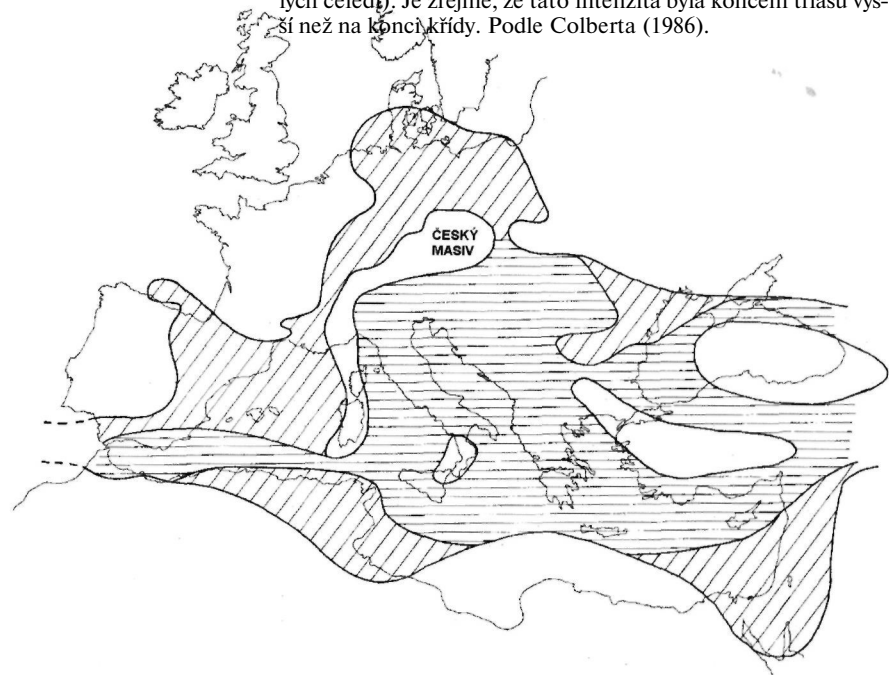 lých čeledí). Je zřejmé, že tato intenzita byla koncem triasu vyš-
ší než na konci křídy. Podle Colberta (1986).
ČESKÝ
MASIV